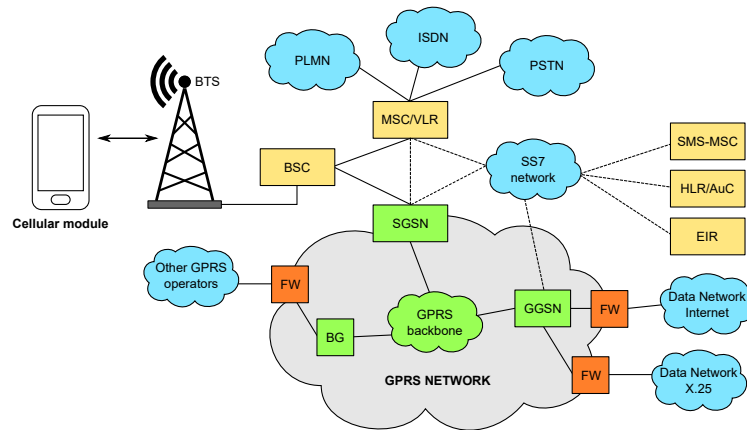 ISDN
PLMN
PSTN
BTS
MSC/VLR
SMS-MSC
BSC
SS7
network
HLR/AuC
Cellular module
SGSN
EIR
Other GPRS
operators
FW
GPRS
backbone
GGSN
FW
Data Network
Internet
BG
GPRS NETWORK
FW
Data Network
X.25